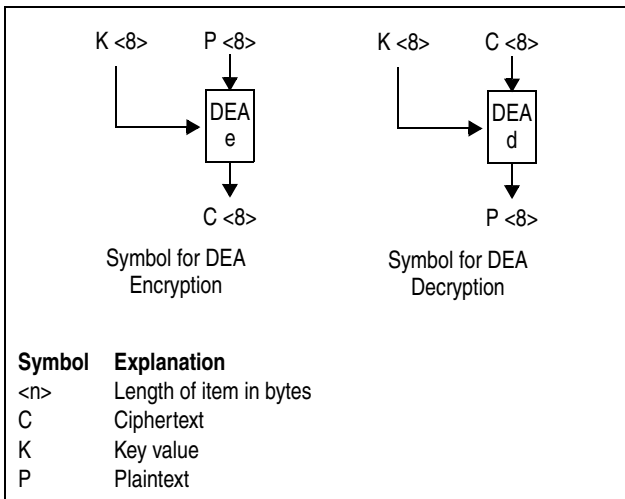 K <8> P <8> K <8> C <8>
DEA DEA
e d
C <8> P <8>
Symbol for DEA Symbol for DEA
Encryption Decryption
Symbol Explanation
<n> Length of item in bytes
C Ciphertext
K Key value
P Plaintext